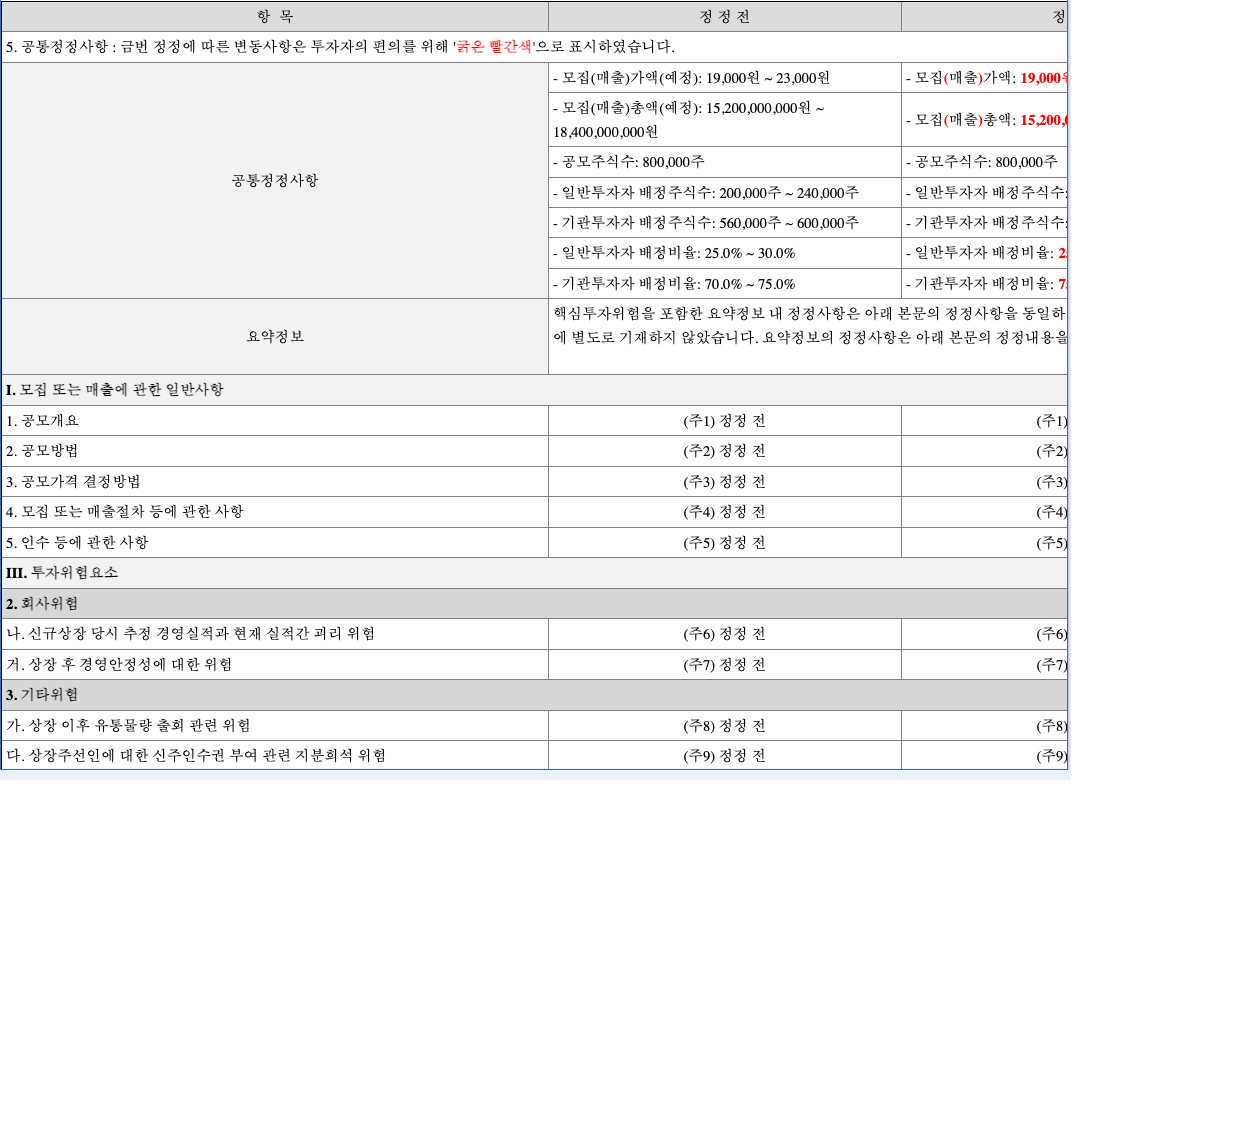 항 목 정 정 전 정
5. 공통정정사항 : 금번 정정에 따른 변동사항은 투자자의 편의를 위해 '굵은 빨간색'으로 표시하였습니다.
공통정정사항
- 모집(매출)가액(예정): 19,000원 ~ 23,000원 - 모집(매출)가액: 19,000원
- 모집(매출)총액(예정): 15,200,000,000원 ~
18,400,000,000원
- 모집(매출)총액: 15,200,
- 공모주식수: 800,000주 - 공모주식수: 800,000주
- 일반투자자 배정주식수: 200,000주 ~ 240,000주 - 일반투자자 배정주식수:
- 기관투자자 배정주식수: 560,000주 ~ 600,000주 - 기관투자자 배정주식수:
- 일반투자자 배정비율: 25.0% ~ 30.0% - 일반투자자 배정비율: 2
- 기관투자자 배정비율: 70.0% ~ 75.0% - 기관투자자 배정비율: 7
요약정보
핵심투자위험을 포함한 요약정보 내 정정사항은 아래 본문의 정정사항을 동일하
에 별도로 기재하지 않았습니다. 요약정보의 정정사항은 아래 본문의 정정내용을
I. 모집 또는 매출에 관한 일반사항
1. 공모개요 (주1) 정정 전 (주1)
2. 공모방법 (주2) 정정 전 (주2)
3. 공모가격 결정방법 (주3) 정정 전 (주3)
4. 모집 또는 매출절차 등에 관한 사항 (주4) 정정 전 (주4)
5. 인수 등에 관한 사항 (주5) 정정 전 (주5)
III. 투자위험요소
2. 회사위험
나. 신규상장 당시 추정 경영실적과 현재 실적간 괴리 위험 (주6) 정정 전 (주6)
거. 상장 후 경영안정성에 대한 위험 (주7) 정정 전 (주7)
3. 기타위험
가. 상장 이후 유통물량 출회 관련 위험 (주8) 정정 전 (주8)
다. 상장주선인에 대한 신주인수권 부여 관련 지분희석 위험 (주9) 정정 전 (주9)